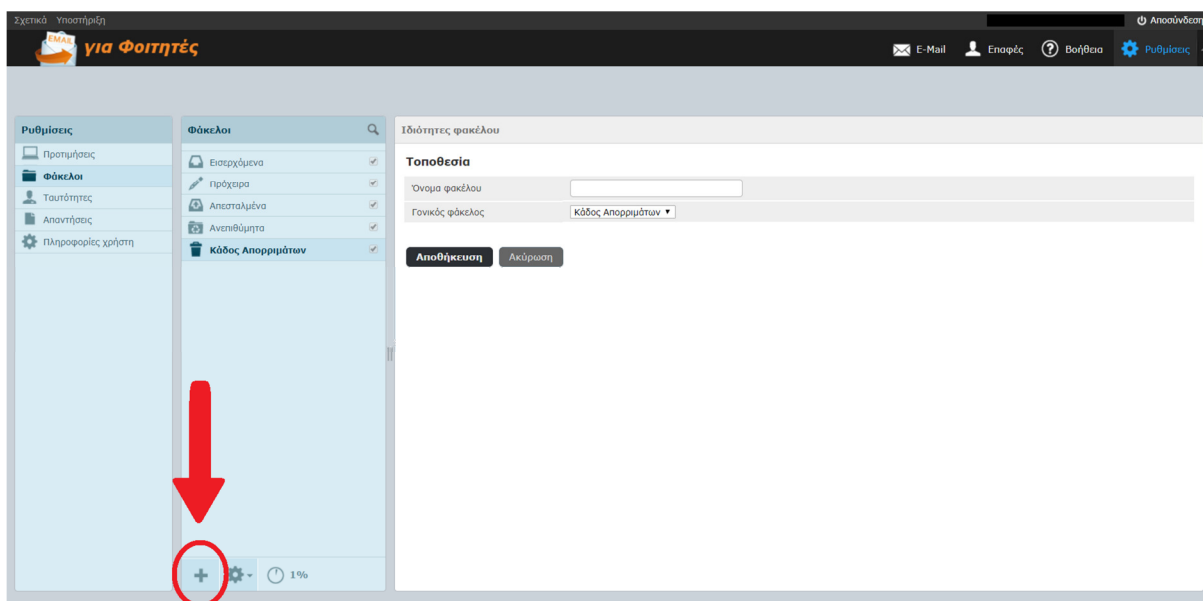 Σχετικά Υποστήριξη
Αποσύνδεση
EMAIL
για Φοιτητές
E-Mail Επαφές Βοήθεια Ρυθμίσεις
Ρυθμίσεις
Προτιμήσεις
Φάκελοι
Ταυτότητες
Απαντήσεις
Πληροφορίες χρήστη
Φάκελοι
Εισερχόμενα
Πρόχειρα
Απεσταλμένα
Ανεπιθύμητα
Κάδος Απορριμάτων
1%
Ιδιότητες φακέλου
Τοποθεσία
Όνομα φακέλου
Γονικός φάκελος Κάδος Απορριμάτων
Αποθήκευση Ακύρωση